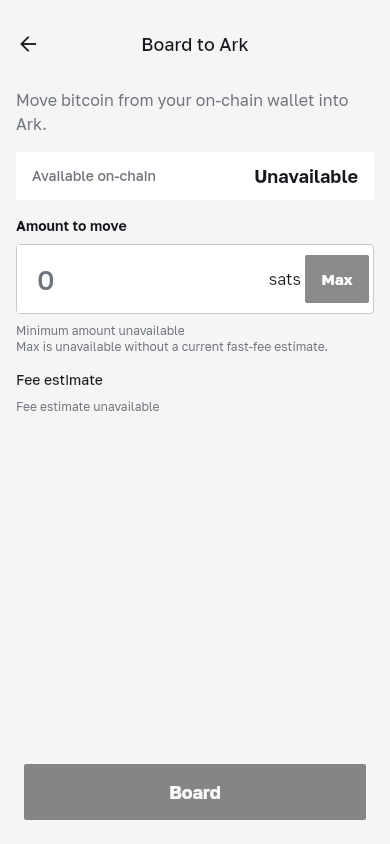 Board to Ark
Move bitcoin from your on-chain wallet into
Ark.
Available on-chain
Unavailable
Amount to move
0
sats
Max
Minimum amount unavailable
Max is unavailable without a current fast-fee estimate.
Fee estimate
Fee estimate unavailable
Board